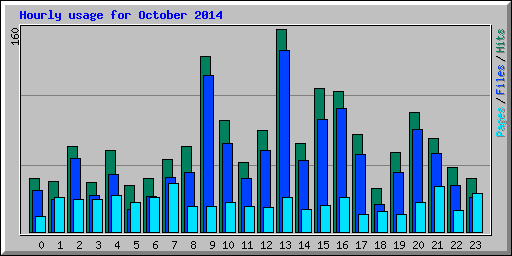 Hourly usage for October 2014
160
Pages/Files/Hits
0 1 2 3 4 5 6 7 8 9 10 11 12 13 14 15 16 17 18 19 20 21 22 23